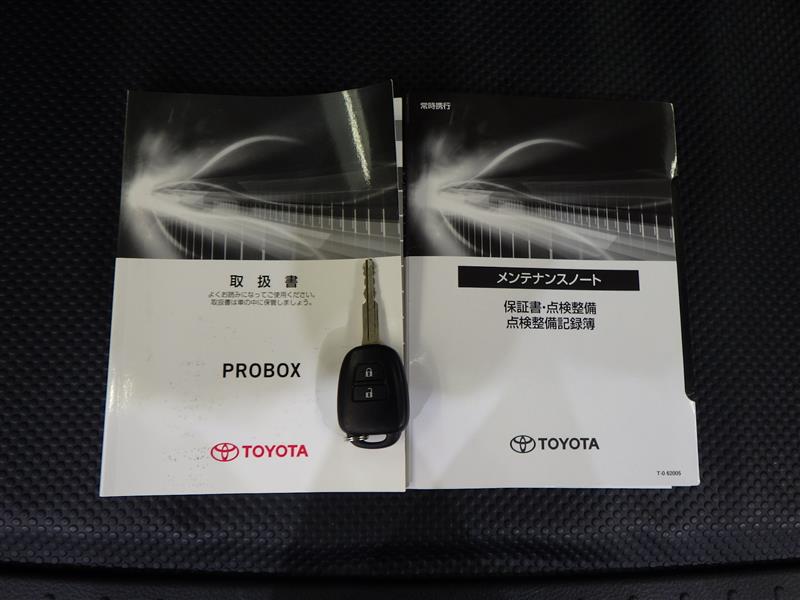 取扱書
よくお読みになってご使用ください。
取扱書は車の中に保管しましょう。
PROBOX
TOYOTA
常時携行
メンテナンスノート
保証書・点検整備
点検整備記録簿
TOYOTA
T-0 62005